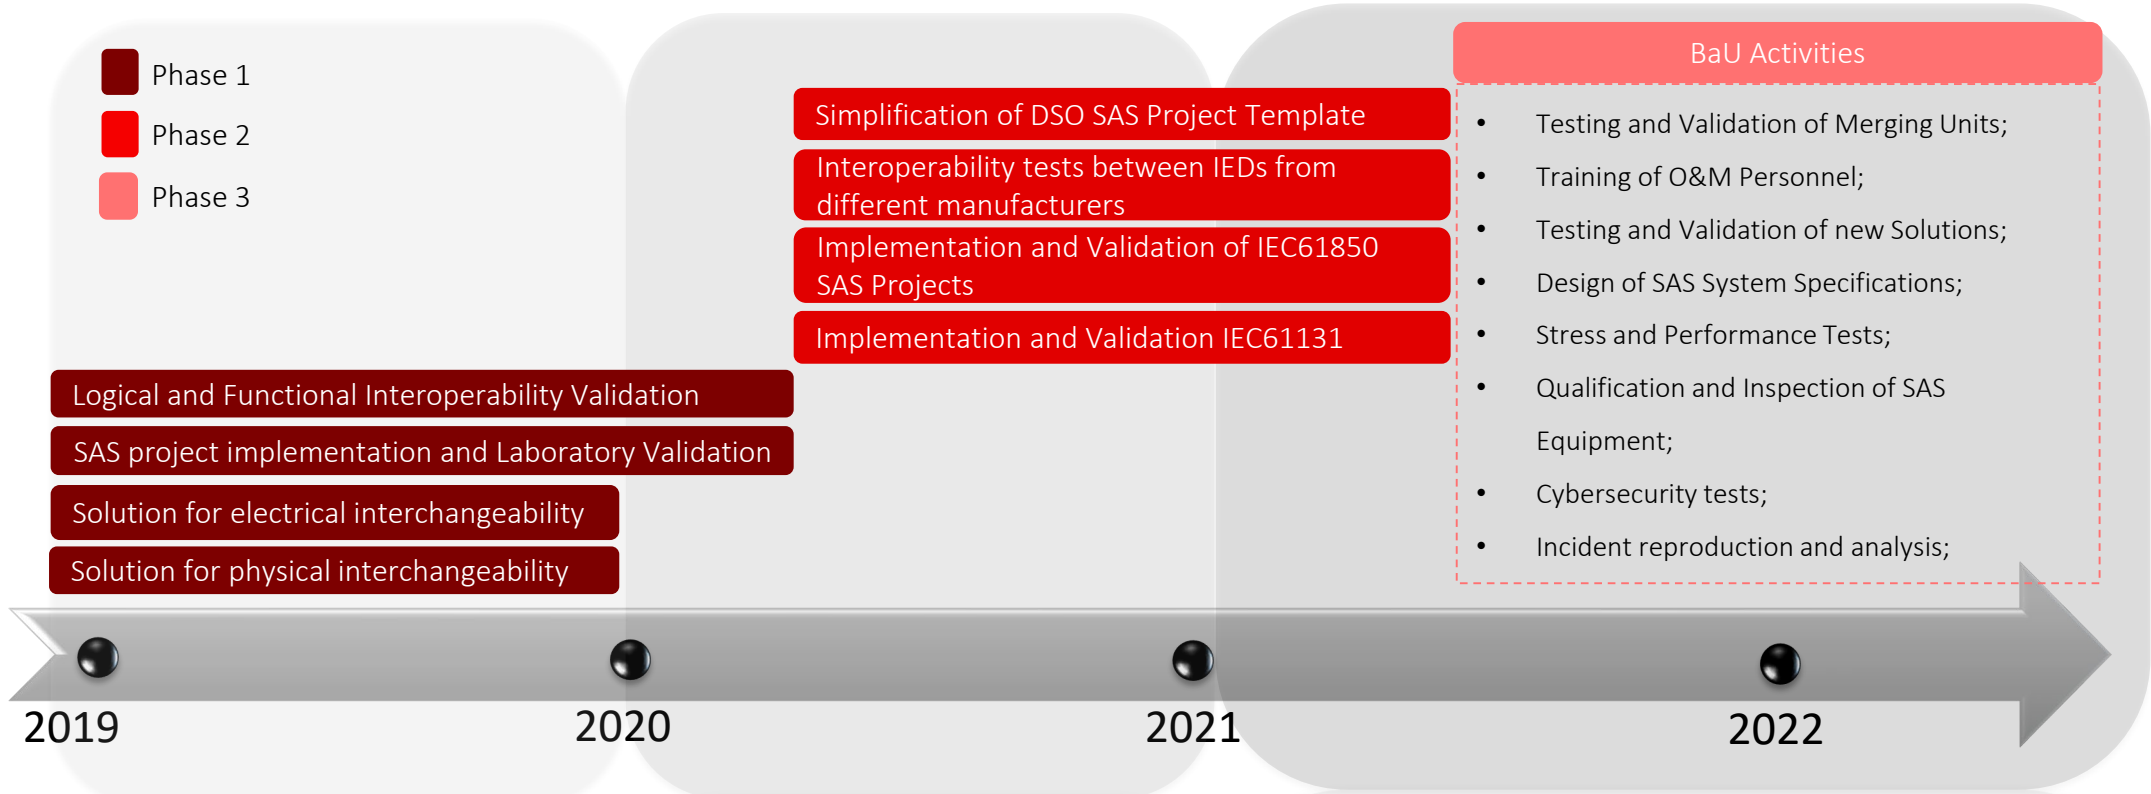 Phase 1
Phase 2
Phase 3
BaU Activities
Simplification of DSO SAS Project Template
Interoperability tests between IEDs from
different manufacturers
Implementation and Validation of IEC61850
SAS Projects
Implementation and Validation IEC61131
Logical and Functional Interoperability Validation
SAS project implementation and Laboratory Validation
Solution for electrical interchangeability
Solution for physical interchangeability
• Testing and Validation of Merging Units;
• Training of O&M Personnel;
• Testing and Validation of new Solutions;
• Design of SAS System Specifications;
• Stress and Performance Tests;
• Qualification and Inspection of SAS
Equipment;
• Cybersecurity tests;
• Incident reproduction and analysis;
2019
2020
2021
2022